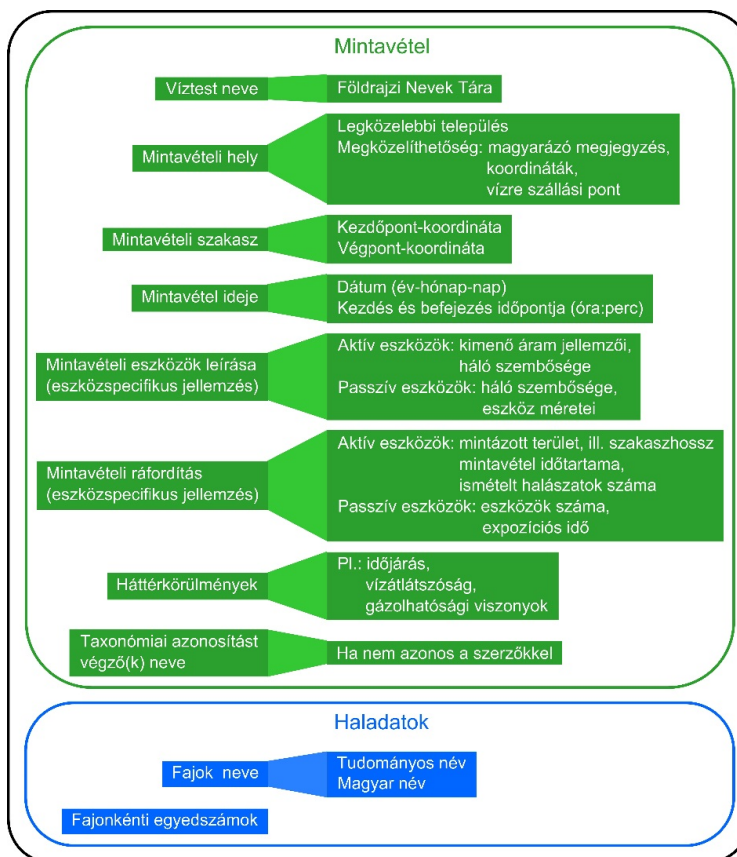 Mintavétel
Víztest neve
Földrajzi Nevek Tára
Mintavételi hely
Legközelebbi település
Megközelíthetőség: magyarázó megjegyzés,
koordináták,
vízre szállási pont
Mintavételi szakasz
Kezdőpont-koordináta
Végpont-koordináta
Mintavétel ideje
Dátum (év-hónap-nap)
Kezdés és befejezés időpontja (óra:perc)
Mintavételi eszközök leírása
(eszközspecifikus jellemzés)
Aktív eszközök: kimenő áram jellemzői,
háló szembősége
Passzív eszközök: háló szembősége,
eszköz méretei
Mintavételi ráfordítás
(eszközspecifikus jellemzés)
Aktív eszközök: mintázott terület, ill. szakaszhossz
mintavétel időtartama,
ismételt halászatok száma
Passzív eszközök: eszközök száma,
expozíciós idő
Háttérkörülmények
Pl.: időjárás,
vízátlátszóság,
gázolhatósági viszonyok
Taxonómiai azonosítást
végző(k) neve
Ha nem azonos a szerzőkkel
Haladatok
Fajok neve
Tudományos név
Magyar név
Fajonkénti egyedszámok